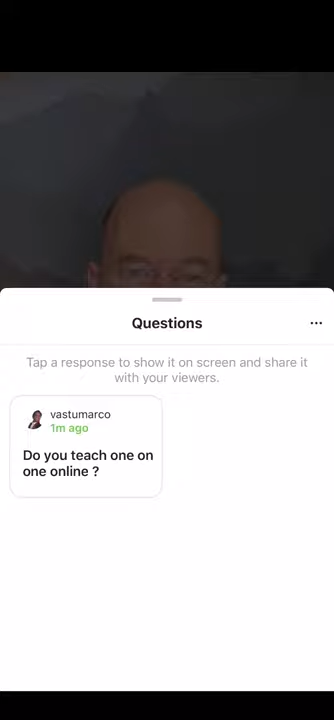 Questions
Tap a response to show it on screen and share it
with your viewers.
vastumarco
1m ago
Do you teach one on
one online ?